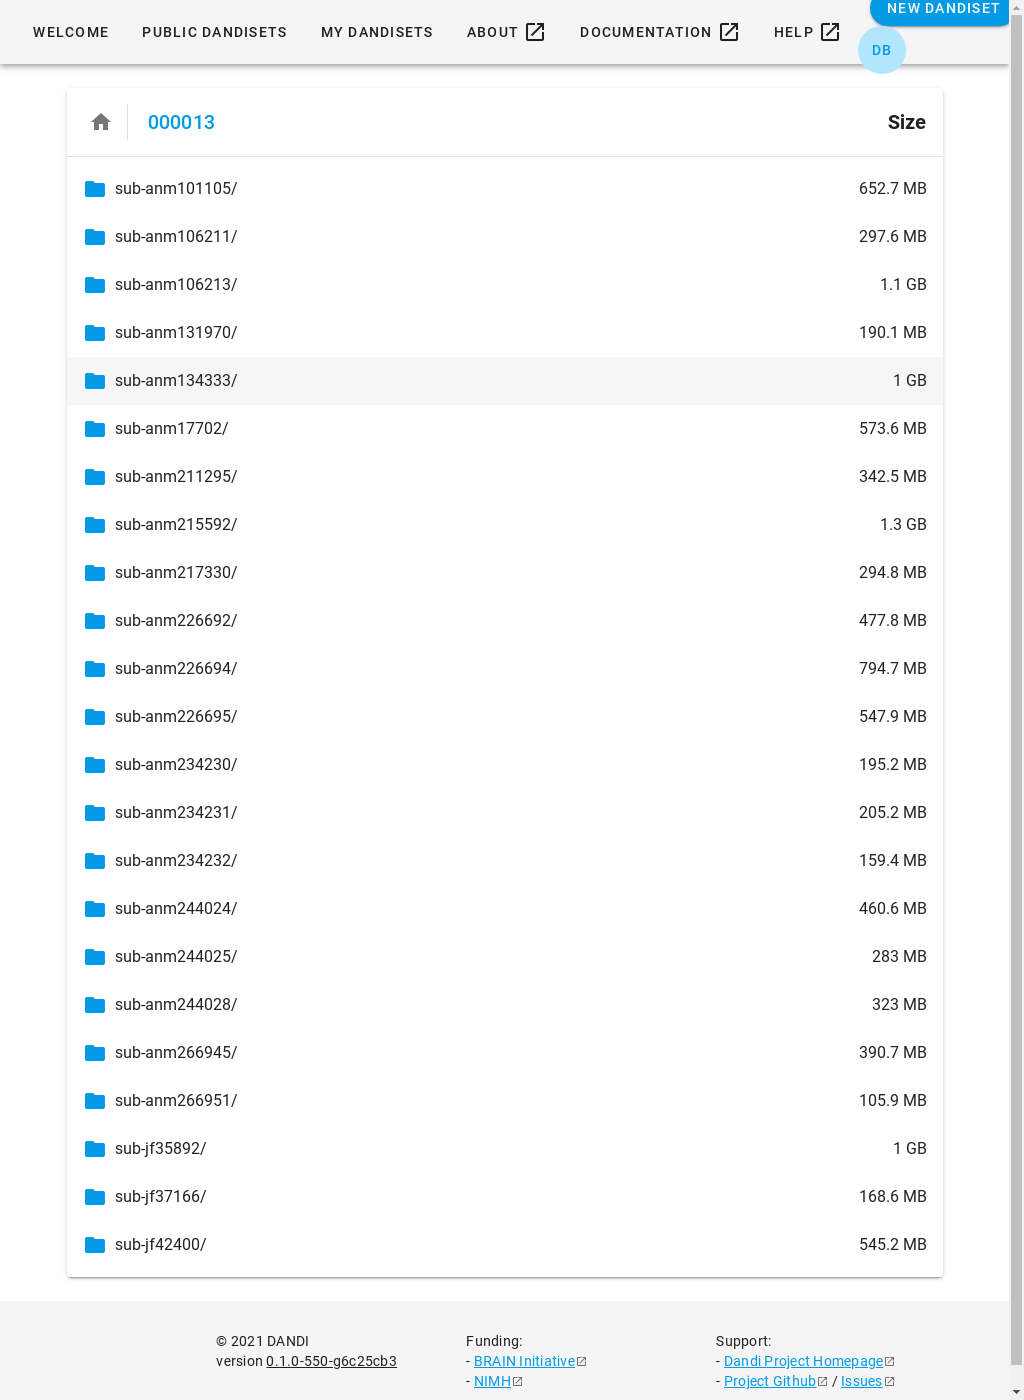 NEW DANDISET
WELCOME PUBLIC DANDISETS MY DANDISETS ABOUT DOCUMENTATION HELP
DB
000013 Size
sub-anm101105/ 652.7 MB
sub-anm106211/ 297.6 MB
sub-anm106213/ 1.1 GB
sub-anm131970/ 190.1 MB
sub-anm134333/ 1 GB
sub-anm17702/ 573.6 MB
sub-anm211295/ 342.5 MB
sub-anm215592/ 1.3 GB
sub-anm217330/ 294.8 MB
sub-anm226692/ 477.8 MB
sub-anm226694/ 794.7 MB
sub-anm226695/ 547.9 MB
sub-anm234230/ 195.2 MB
sub-anm234231/ 205.2 MB
sub-anm234232/ 159.4 MB
sub-anm244024/ 460.6 MB
sub-anm244025/ 283 MB
sub-anm244028/ 323 MB
sub-anm266945/ 390.7 MB
sub-anm266951/ 105.9 MB
sub-jf35892/ 1 GB
sub-jf37166/ 168.6 MB
sub-jf42400/ 545.2 MB
© 2021 DANDI
version 0.1.0-550-g6c25cb3
Funding:
- BRAIN Initiative
- NIMH
Support:
- Dandi Project Homepage
- Project Github / Issues